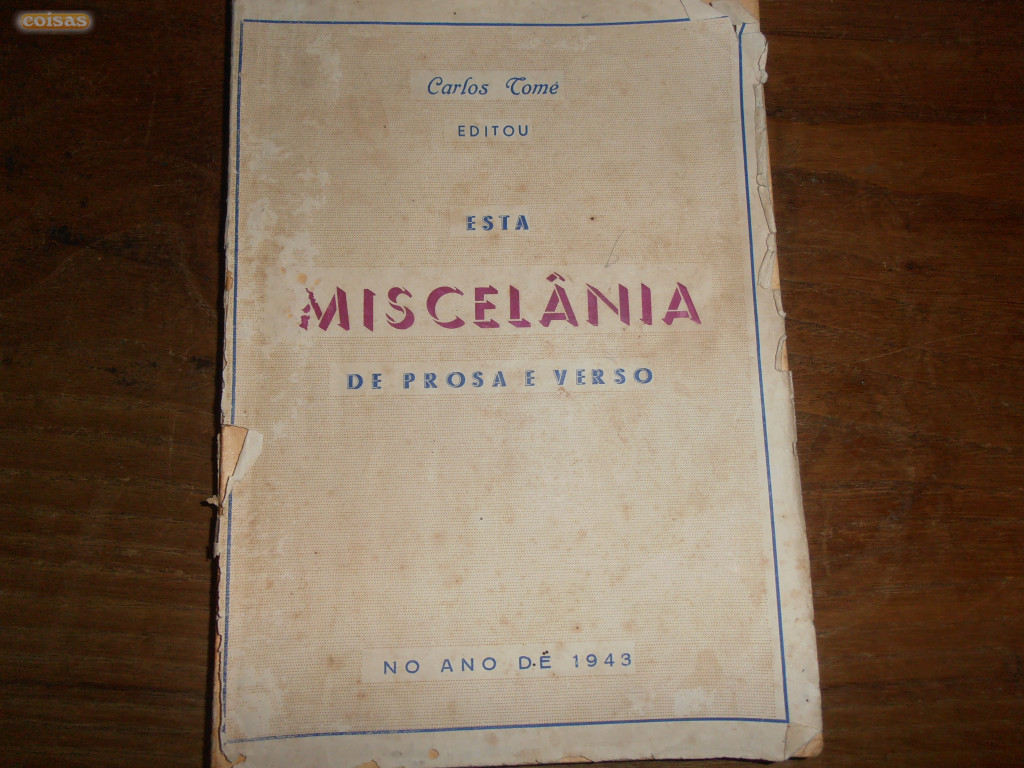 coisas
Carlos Tomé
EDITOU
ESTA
MISCELÂNIA
DE PROSA E VERSO
NO ANO DE 1943